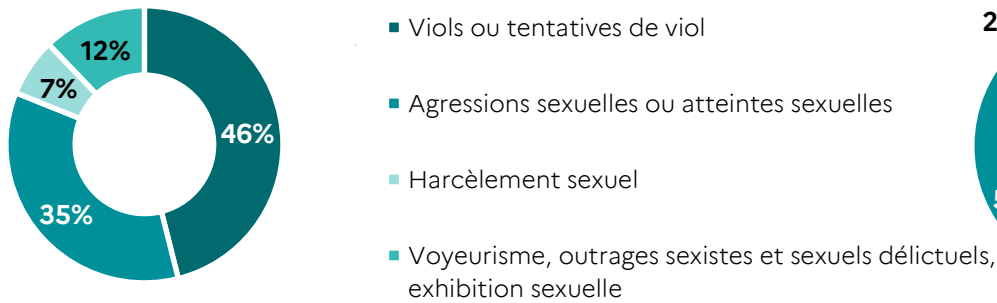 12%
7%
46%
35%
Viols ou tentatives de viol
Agressions sexuelles ou atteintes sexuelles
Harcèlement sexuel
Voyeurisme, outrages sexistes et sexuels délictuels,
exhibition sexuelle
2